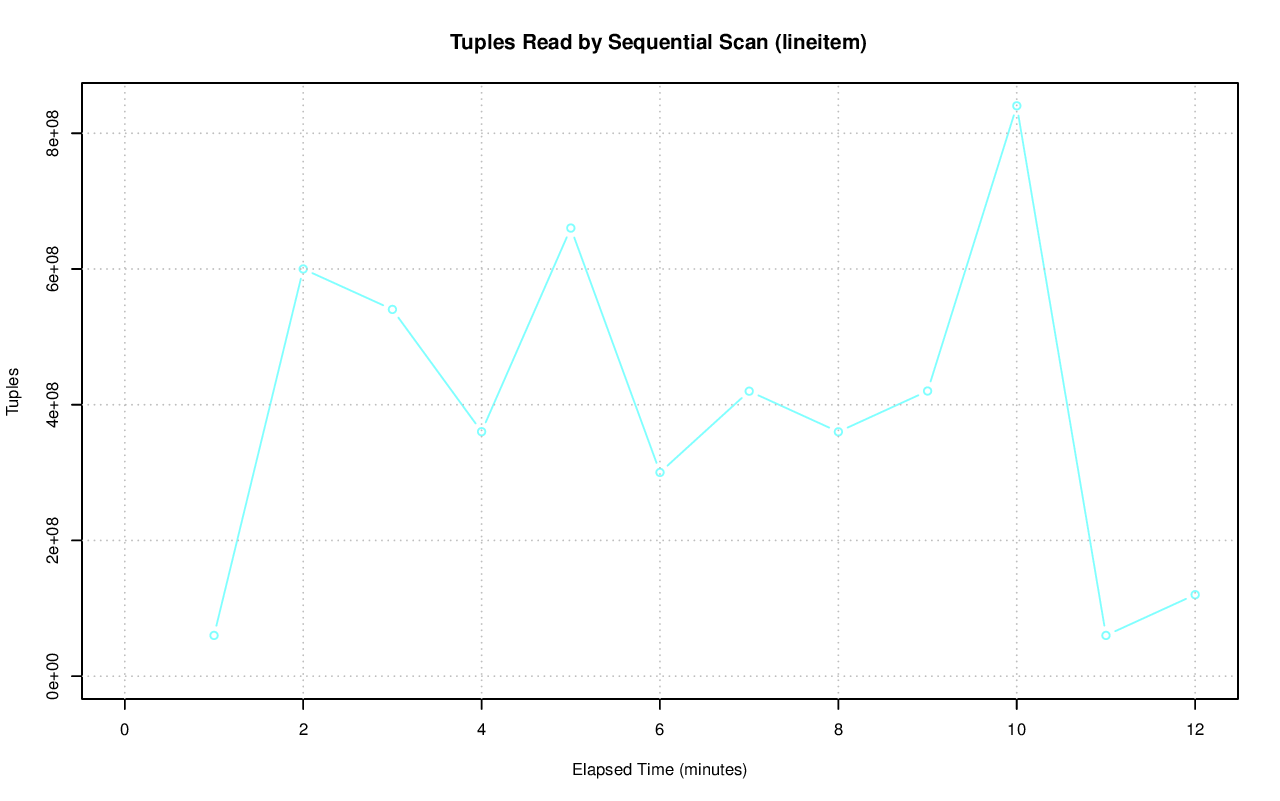 Tuples Read by Sequential Scan (lineitem)
8e+08
6e+08
4e+08
2e+08
0e+00
Tuples
0 2 4 6 8 10 12
Elapsed Time (minutes)